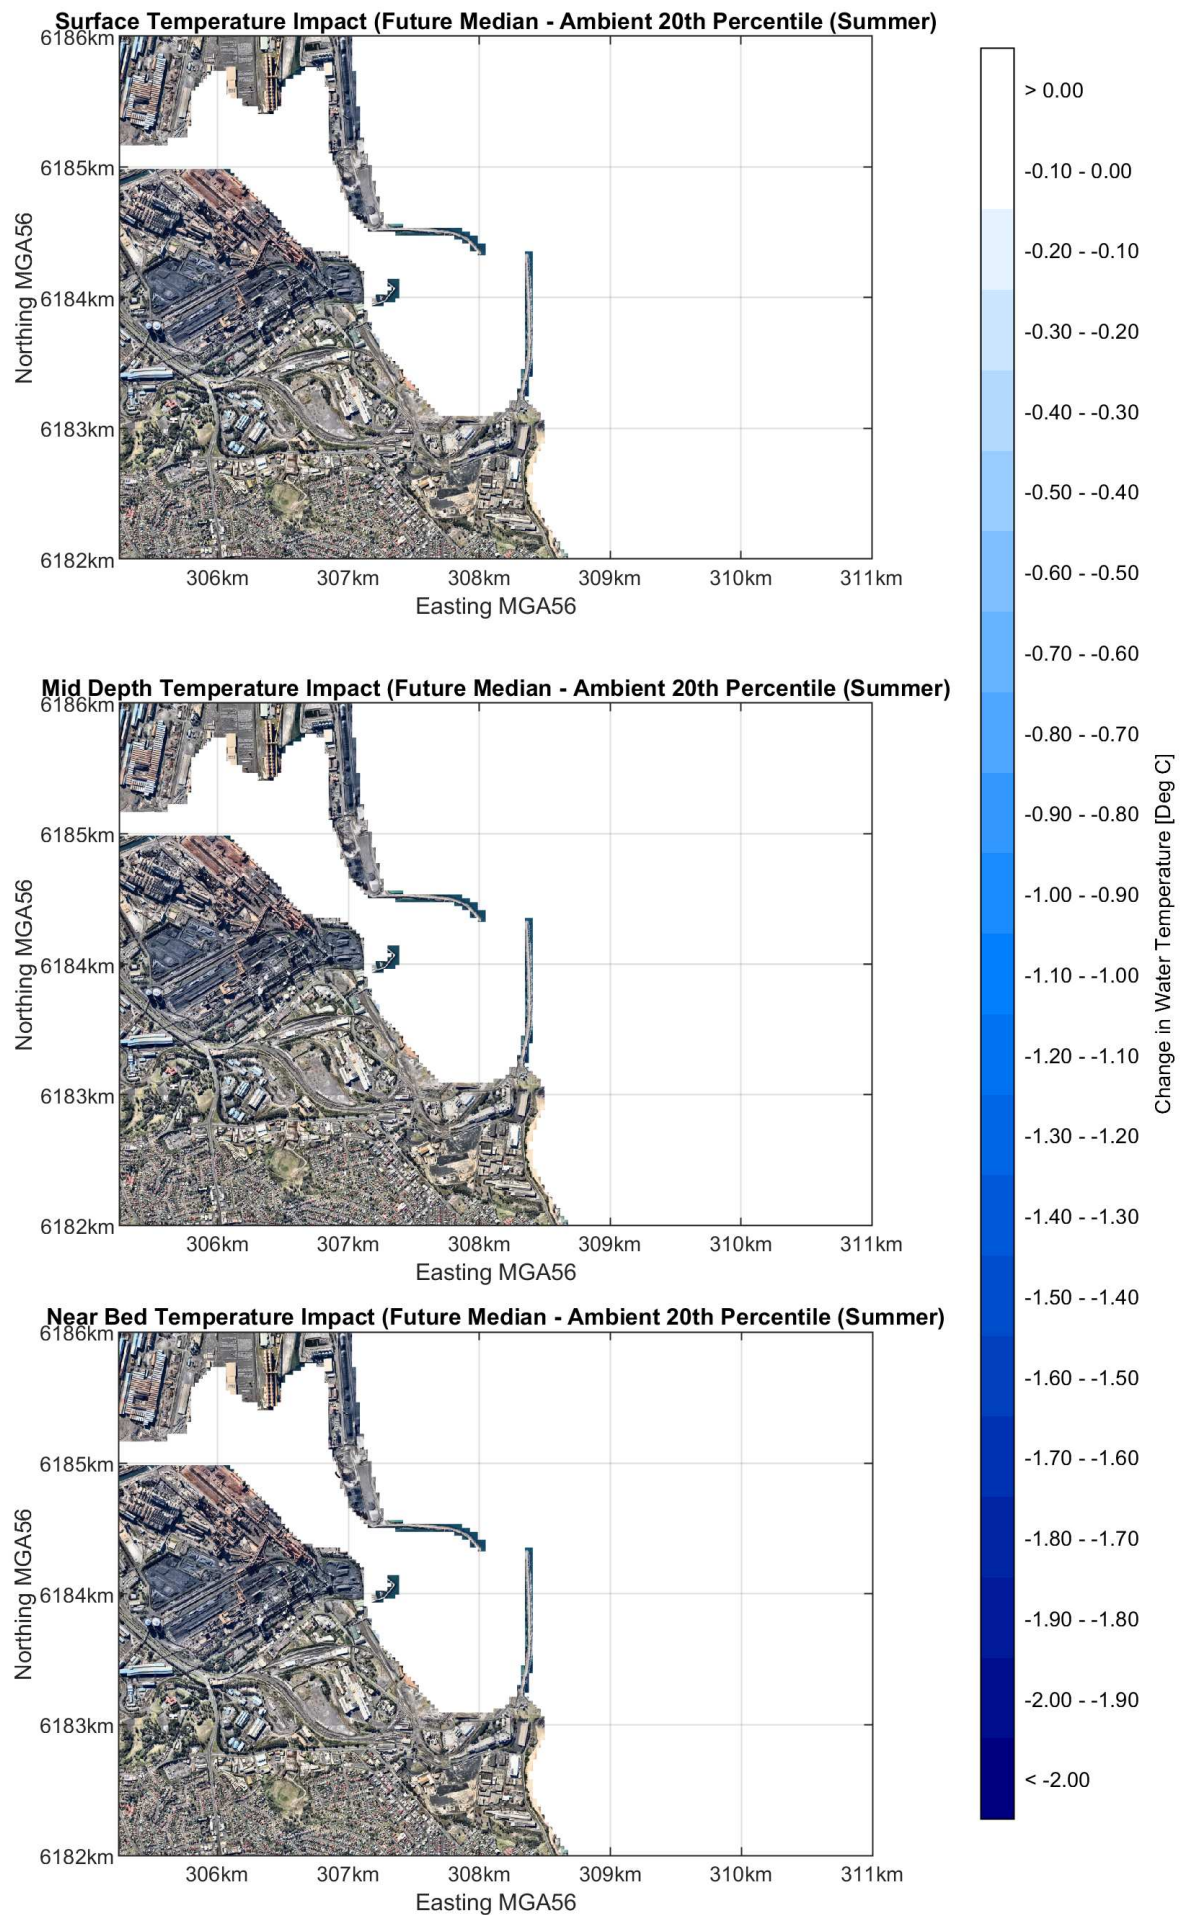 Surface Temperature Impact (Future Median - Ambient 20th Percentile (Summer)
6186km
6185km
6184km
6183km
6182km
Northing MGA56
306km 307km 308km 309km 310km 311km
Easting MGA56
Mid Depth Temperature Impact (Future Median - Ambient 20th Percentile (Summer)
6186km
6185km
6184km
6183km
6182km
Northing MGA56
306km 307km 308km 309km 310km 311km
Easting MGA56
Near Bed Temperature Impact (Future Median - Ambient 20th Percentile (Summer)
6186km
6185km
6184km
6183km
6182km
Northing MGA56
306km 307km 308km 309km 310km 311km
Easting MGA56
> 0.00
-0.10 - 0.00
-0.20 - -0.10
-0.30 - -0.20
-0.40 - -0.30
-0.50 - -0.40
-0.60 - -0.50
-0.70 - -0.60
-0.80 - -0.70
-0.90 - -0.80
-1.00 - -0.90
-1.10 - -1.00
-1.20 - -1.10
-1.30 - -1.20
-1.40 - -1.30
-1.50 - -1.40
-1.60 - -1.50
-1.70 - -1.60
-1.80 - -1.70
-1.90 - -1.80
-2.00 - -1.90
< -2.00
Change in Water Temperature [Deg C]